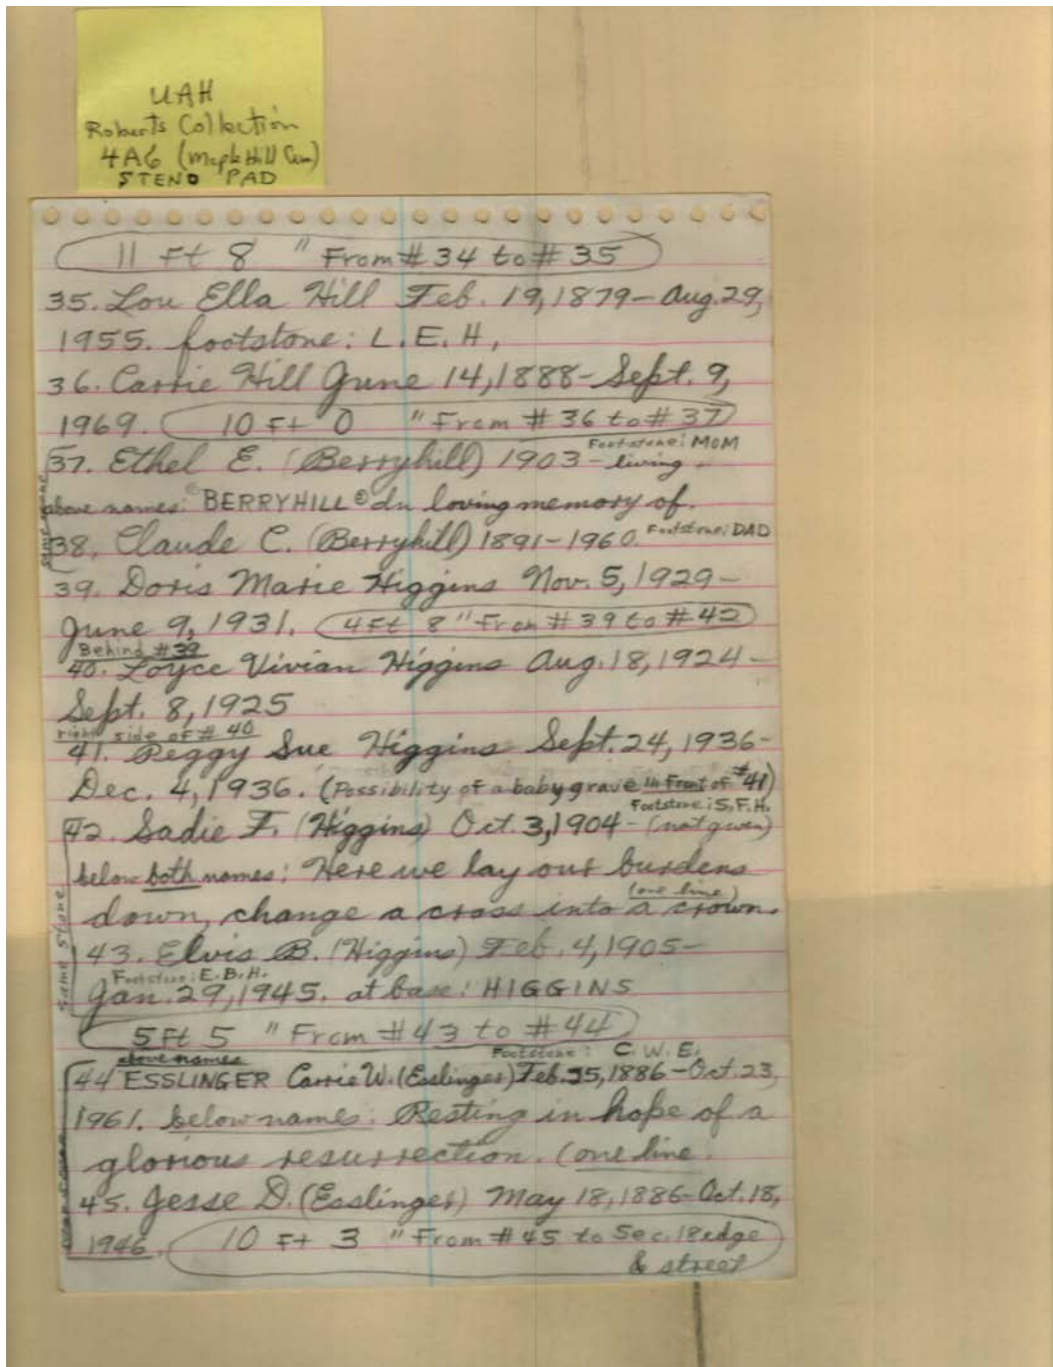 UAH
Roberts Collection
4A6 (Maple Hill Cem)
STENO PAD
11 Ft 8 " From # 34 to # 35
35. Lou Ella Hill Feb. 19, 1879 - Aug. 29,
1955. footstone: L.E.H.
36. Carrie Hill June 14, 1888 - Sept. 9,
1969. 10 Ft 0 " From # 36 to # 37
Footstone: MOM
37. Ethel E. (Berryhill) 1903 - living
above names: BERRYHILL In loving memory of.
38. Claude C. (Berryhill) 1891-1960. Footstone: DAD
same stone
39. Doris Marie Higgins Nov. 5, 1929 -
June 9, 1931. 4 Ft 8 " From # 39 to # 42
Behind #39
40. Loyce Vivian Higgins Aug. 18, 1924 -
Sept. 8, 1925
right side of # 40
41. Peggy Sue Higgins Sept. 24, 1936 -
Dec. 4, 1936. (Possibility of a baby grave in front of #41)
Footstone: S.F.H.
42. Sadie F. (Higgins) Oct. 3, 1904 - (not given)
below both names: Here we lay our burdens
(one line)
down, change a cross into a crown.
43. Elvis B. (Higgins) Feb. 4, 1905 -
Footstone: E.B.H.
Jan. 29, 1945. at base: HIGGINS
Same Stone
5 Ft 5 " From # 43 to # 44
above names Footstone: C.W.E.
44 ESSLINGER Carrie W. (Esslinger) Feb. 25, 1886 - Oct. 23,
1961. below names: Resting in hope of a
glorious resurrection. (one line.
45. Jesse D. (Esslinger) May 18, 1886 - Oct. 18,
1946. 10 Ft 3 " From # 45 to Sec. 18 edge
& street